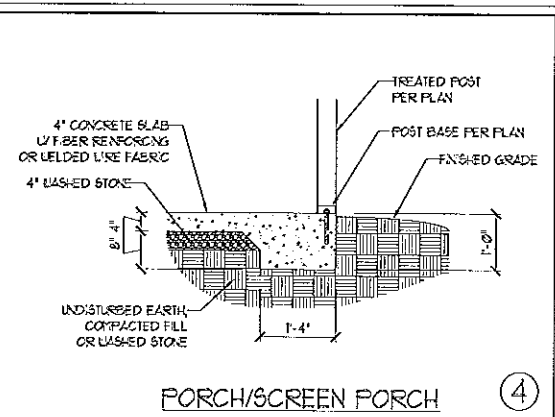 TREATED POST
PER PLAN
4" CONCRETE SLAB
W/ FIBER RENFORCING
OR WELDED WIRE FABRIC
POST BASE PER PLAN
FINISHED GRADE
4" WASHED STONE
4"
8"
1'-0"
UNDISTURBED EARTH,
COMPACTED FILL
OR WASHED STONE
1'-4"
PORCH/SCREEN PORCH
4